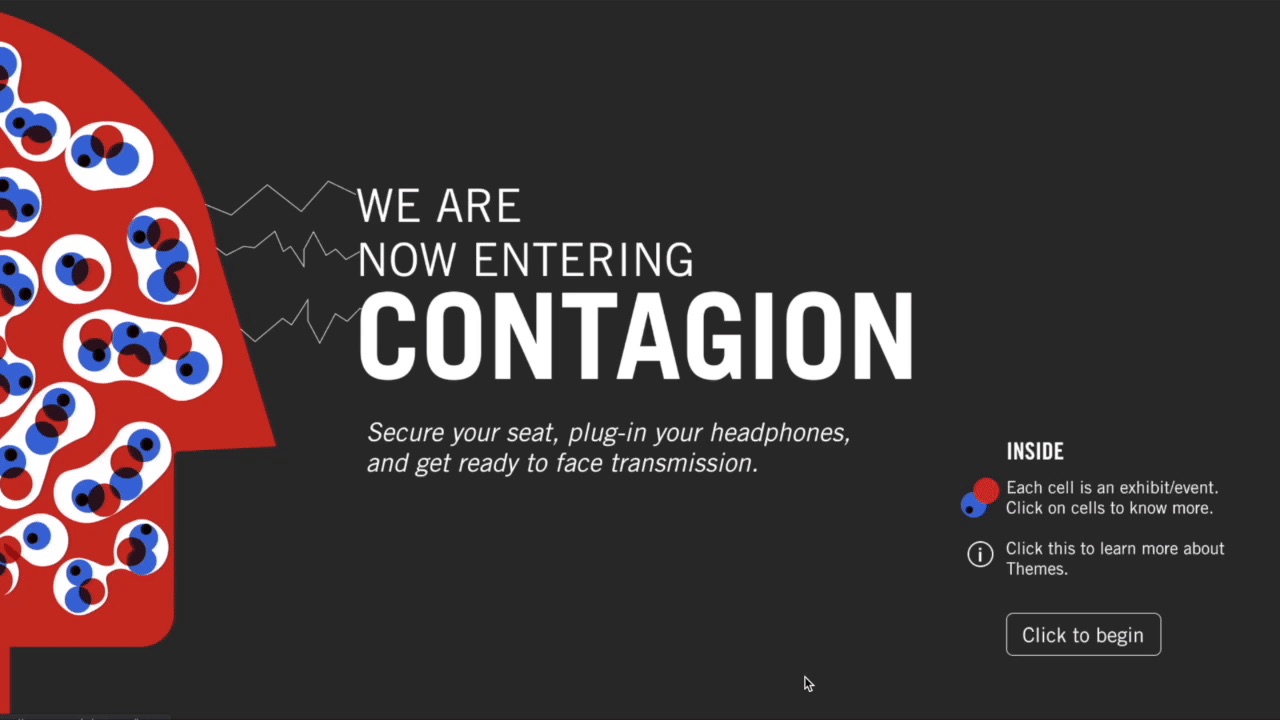 WE ARE
NOW ENTERING
CONTAGION
Secure your seat, plug-in your headphones,
and get ready to face transmission.
INSIDE
Each cell is an exhibit/event.
Click on cells to know more.
Click this to learn more about
Themes.
Click to begin